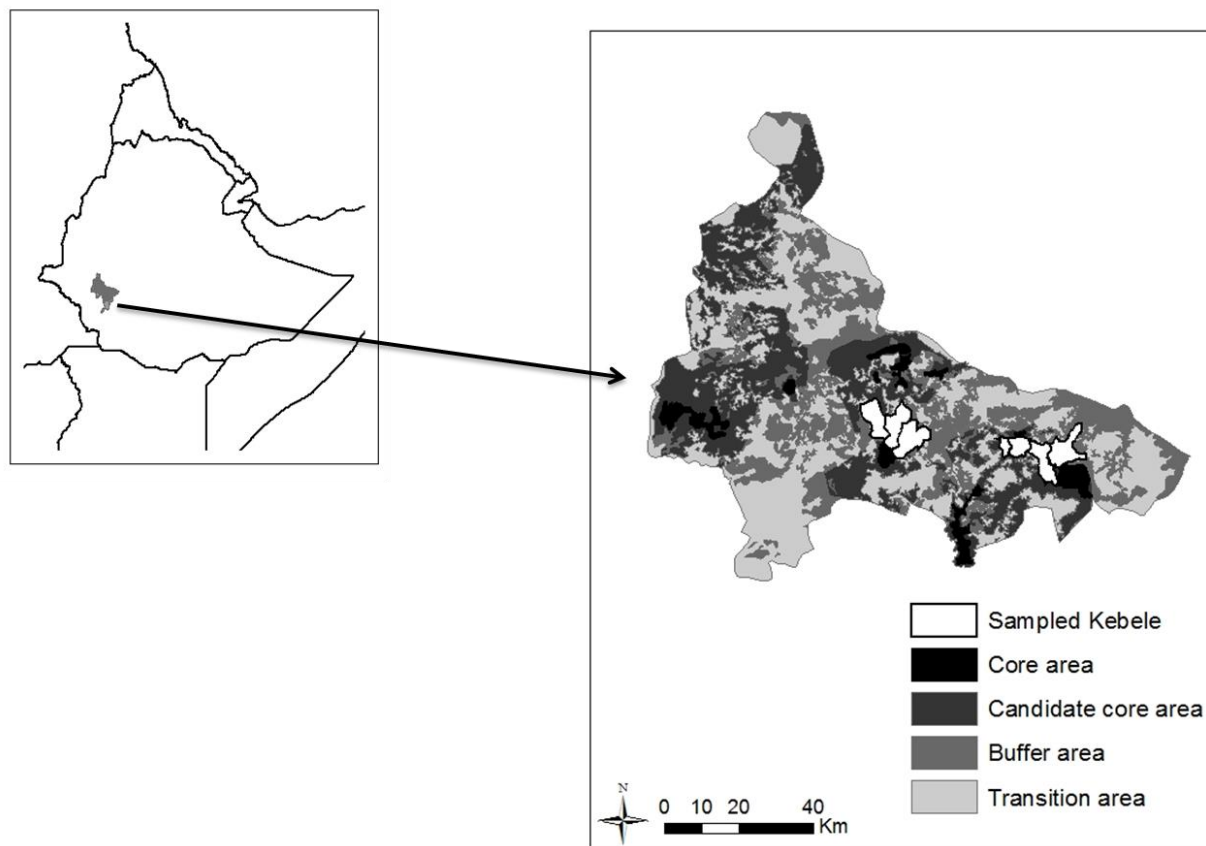 Sampled Kebele
Core area
Candidate core area
Buffer area
Transition area
N
0 10 20 40
Km